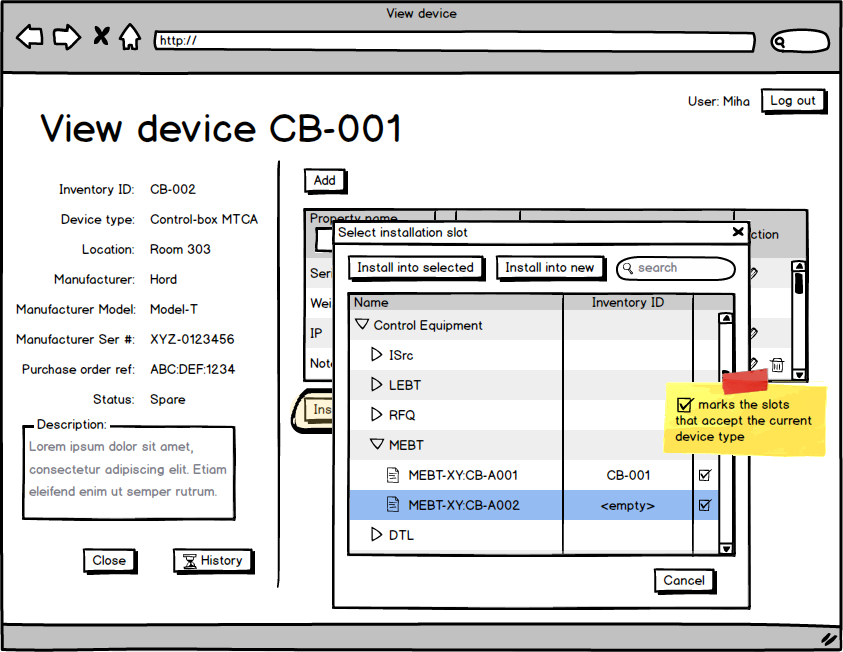 View device
http://
User: Miha
Log out
View device CB-001
Inventory ID: CB-002
Device type: Control-box MTCA
Location: Room 303
Manufacturer: Hord
Manufacturer Model: Model-T
Manufacturer Ser #: XYZ-0123456
Purchase order ref: ABC:DEF:1234
Status: Spare
Description:
Lorem ipsum dolor sit amet,
consectetur adipiscing elit. Etiam
eleifend enim ut semper rutrum.
Close
History
Add
Property name
ction
Seri
Wei
IP
Note
Ins
Select installation slot
Install into selected
Install into new
search
Name Inventory ID
Control Equipment
ISrc
LEBT
RFQ
MEBT
MEBT-XY:CB-A001 CB-001
MEBT-XY:CB-A002 <empty>
DTL
Cancel
marks the slots
that accept the current
device type